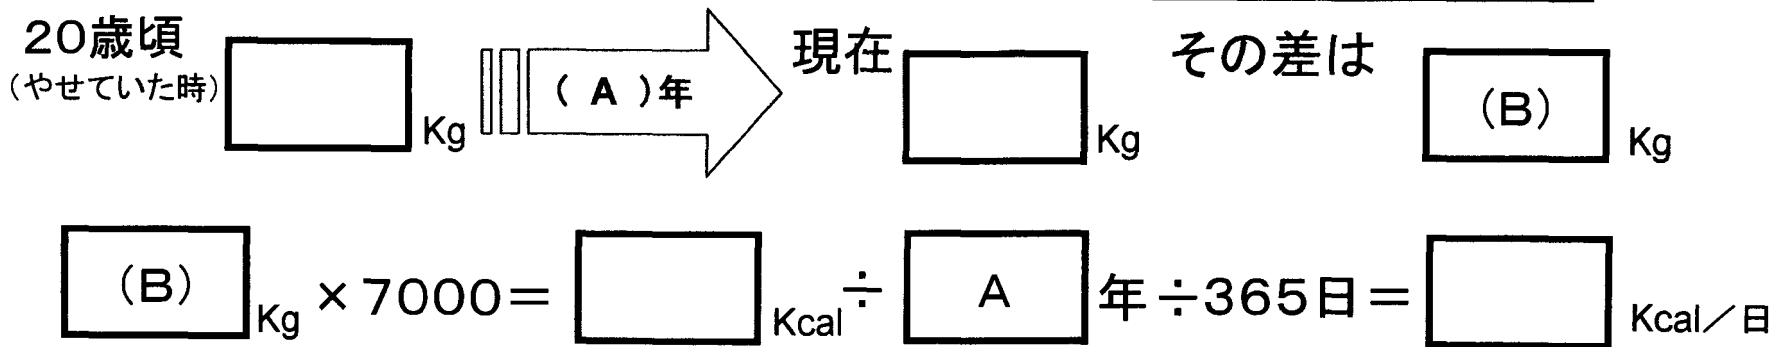 20歳頃
(やせていた時)
Kg
( A )年
現在
Kg
その差は
(B)
Kg
(B) Kg ×7000= Kcal ÷ A 年÷365日= Kcal/日